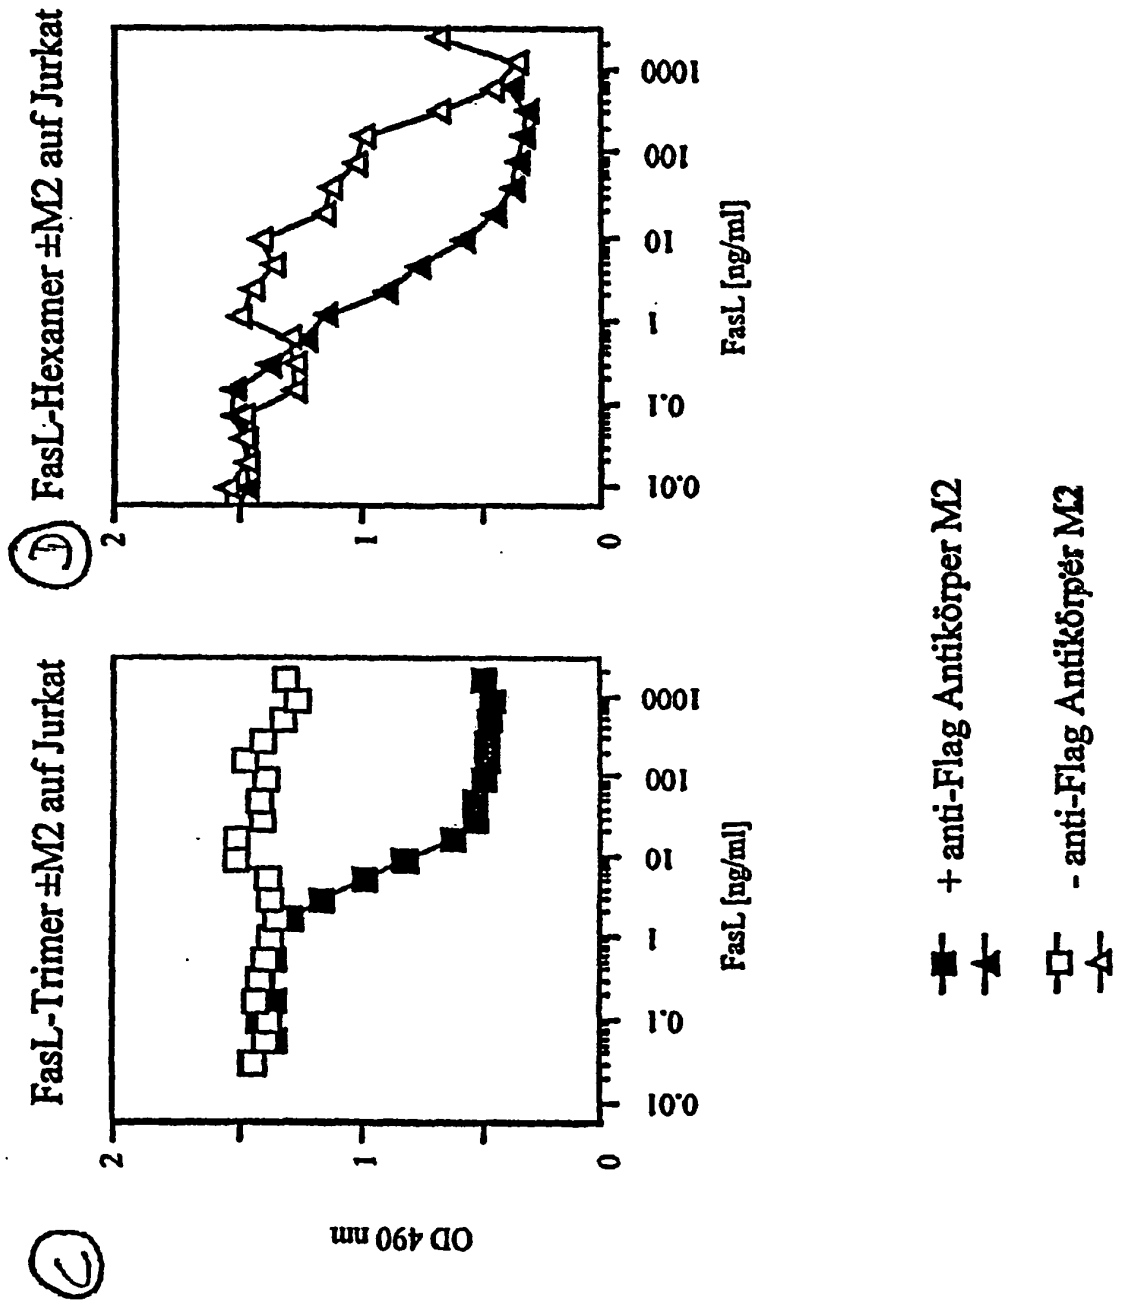 C
FasL-Trimer ±M2 auf Jurkat
OD 490 nm
2
1
0
0.01
0.1
1
10
100
1000
FasL [ng/ml]
D
FasL-Hexamer ±M2 auf Jurkat
2
1
0
0.01
0.1
1
10
100
1000
FasL [ng/ml]
+ anti-Flag Antikörper M2
- anti-Flag Antikörper M2